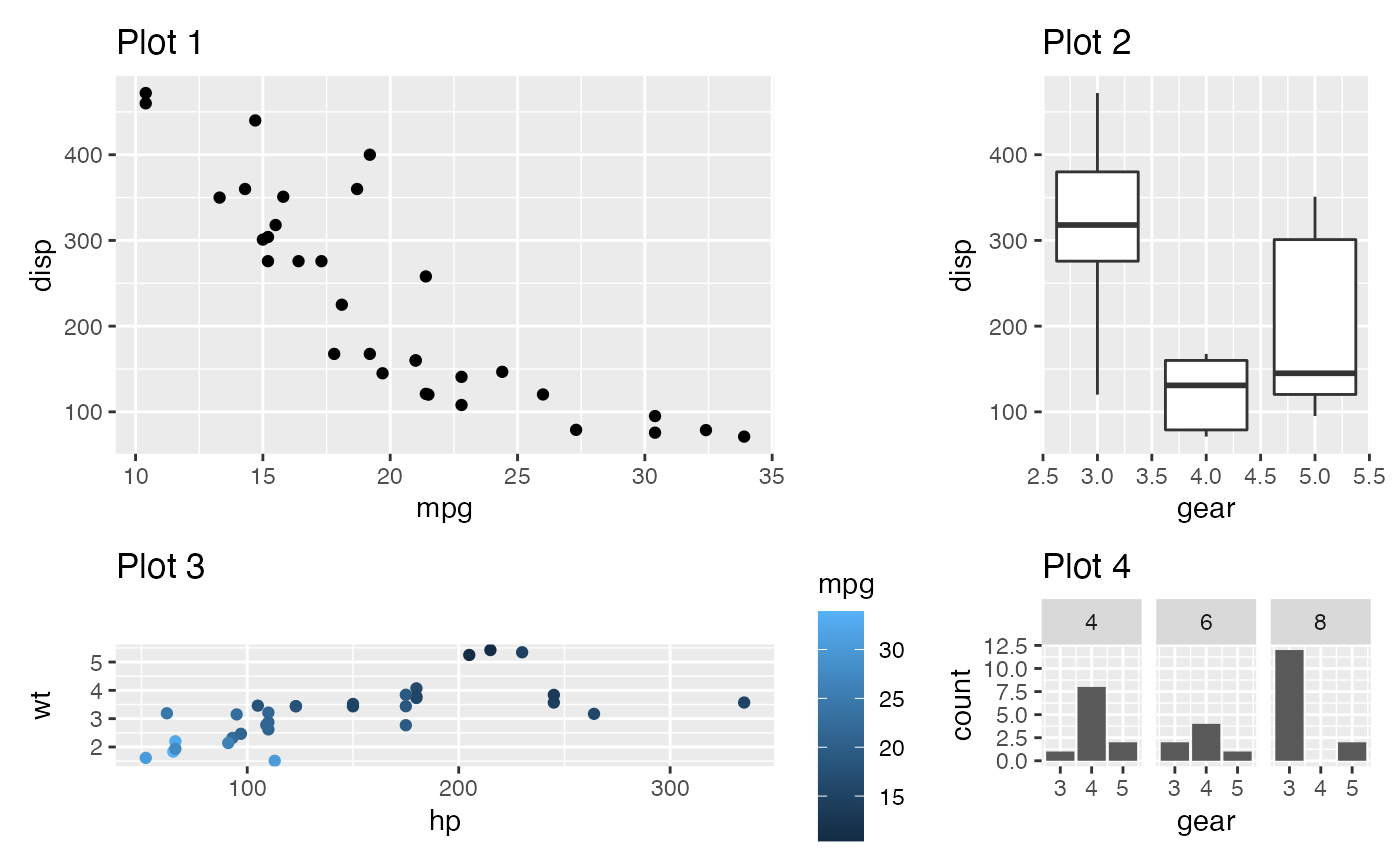 Plot 1
400
300
200
100
disp
10 15 20 25 30 35
mpg
Plot 2
400
300
200
100
disp
2.5 3.0 3.5 4.0 4.5 5.0 5.5
gear
Plot 3
5
4
3
2
wt
100 200 300
hp
mpg
30
25
20
15
Plot 4
4 6 8
12.5
10.0
7.5
5.0
2.5
0.0
count
3 4 5 3 4 5 3 4 5
gear